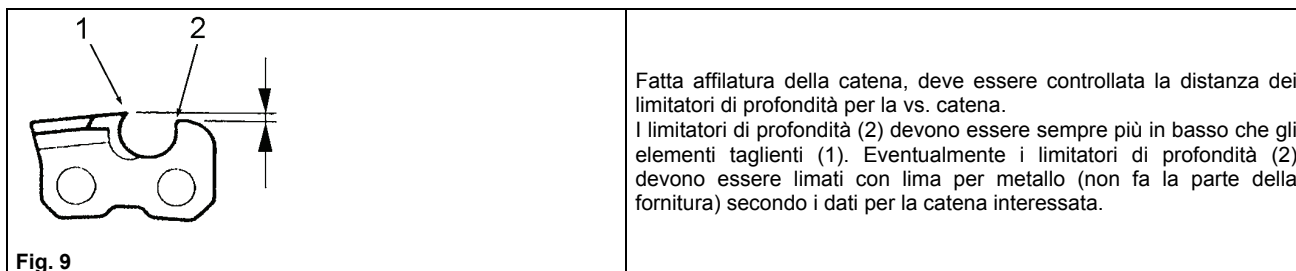 1 2
Fig. 9
Fatta affilatura della catena, deve essere controllata la distanza dei
limitatori di profondità per la vs. catena.
I limitatori di profondità (2) devono essere sempre più in basso che gli
elementi taglienti (1). Eventualmente i limitatori di profondità (2)
devono essere limati con lima per metallo (non fa la parte della
fornitura) secondo i dati per la catena interessata.